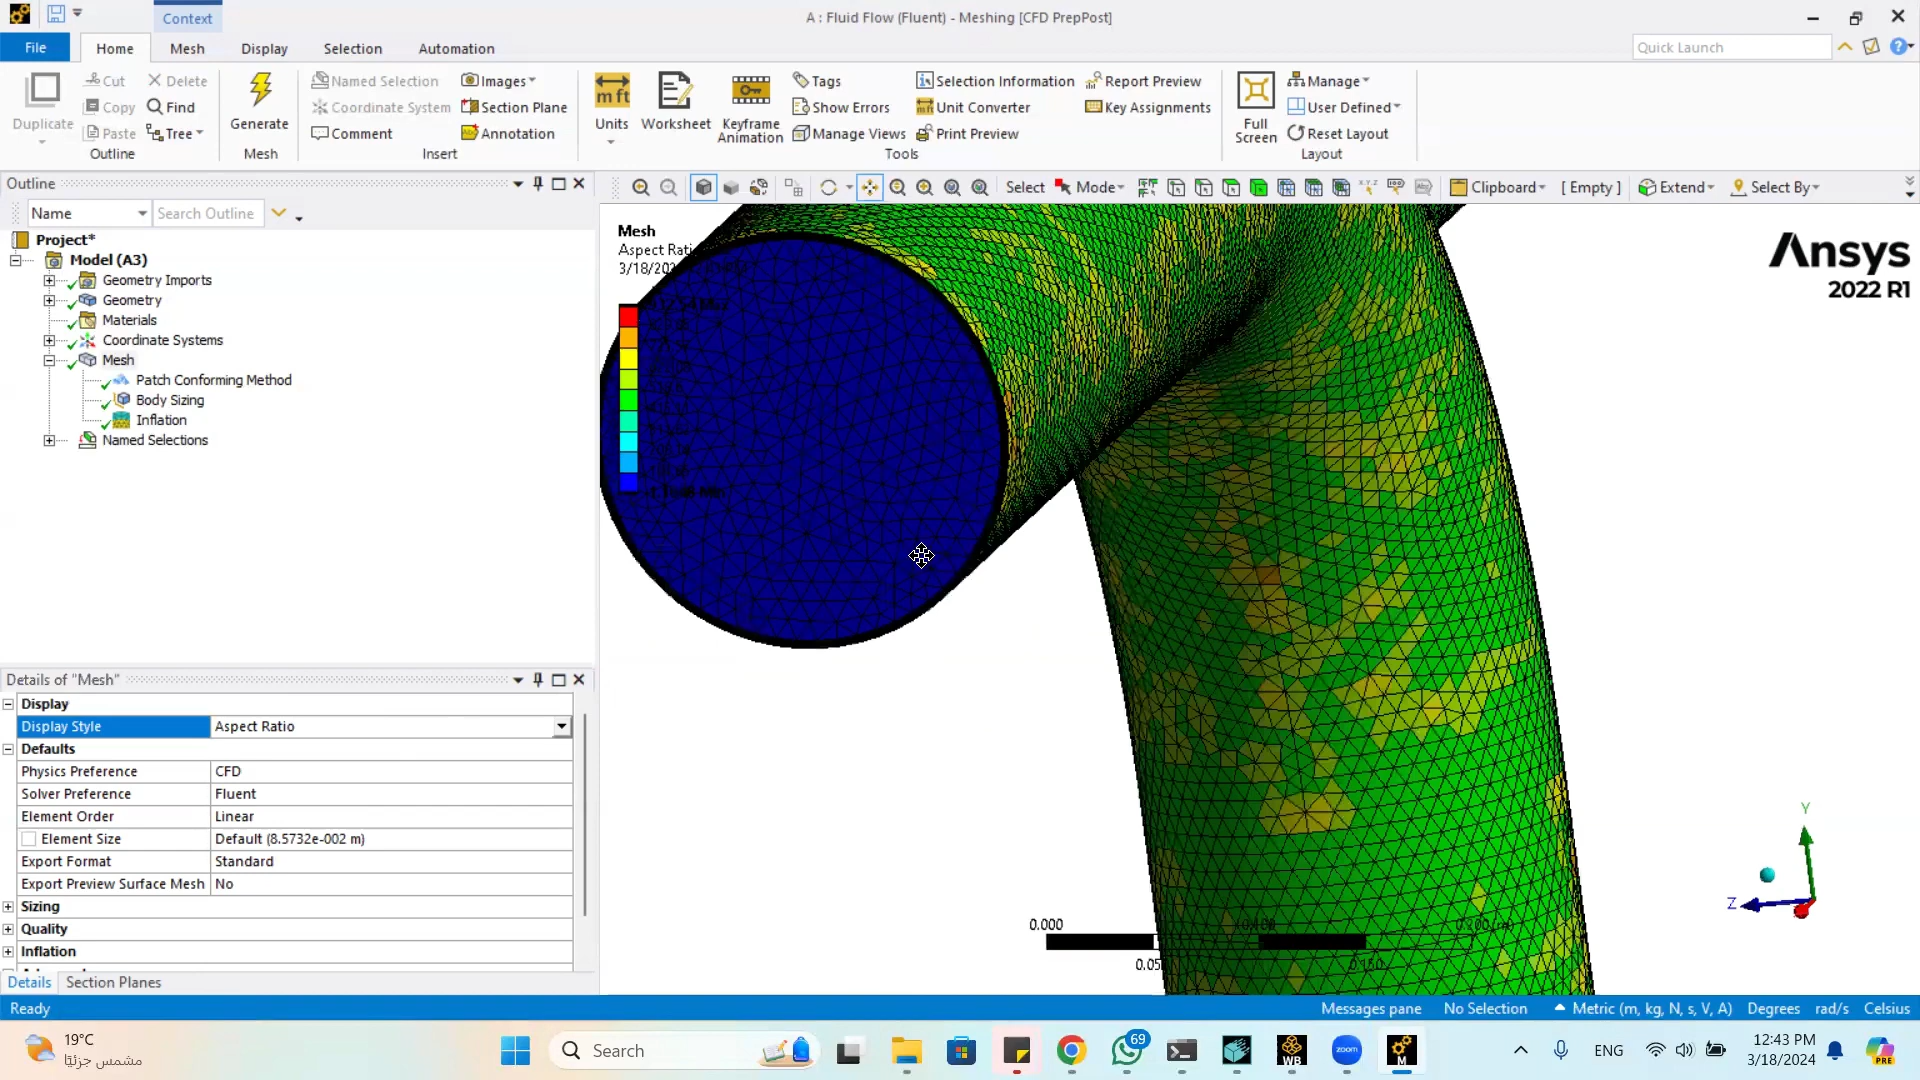 Context
A : Fluid Flow (Fluent) - Meshing [CFD PrepPost]
File
Home
Mesh
Display
Selection
Automation
Quick Launch
Duplicate
Cut
Copy
Paste
Delete
Find
Tree
Outline
Generate
Mesh
Named Selection
Coordinate System
Comment
Images
Section Plane
Annotation
Insert
Units
Worksheet
Keyframe
Animation
Tags
Show Errors
Manage Views
Selection Information
Unit Converter
Print Preview
Report Preview
Key Assignments
Tools
Full
Screen
Manage
User Defined
Reset Layout
Layout
Outline
Name
Search Outline
Select
Mode
Clipboard
[ Empty ]
Extend
Select By
Project*
Model (A3)
Geometry Imports
Geometry
Materials
Coordinate Systems
Mesh
Patch Conforming Method
Body Sizing
Inflation
Named Selections
Mesh
Ansys
2022 R1
Details of "Mesh"
Display
Display Style Aspect Ratio
Defaults
Physics Preference CFD
Solver Preference Fluent
Element Order Linear
Element Size Default (8.5732e-002 m)
Export Format Standard
Export Preview Surface Mesh No
Sizing
Quality
Inflation
Details
Section Planes
0.000
Y
Z
Ready
Messages pane
No Selection
Metric (m, kg, N, s, V, A)
Degrees
rad/s
Celsius
19°C
مشمس جزئيًا
Search
69
WB
zoom
M
ENG
12:43 PM
3/18/2024
PRE